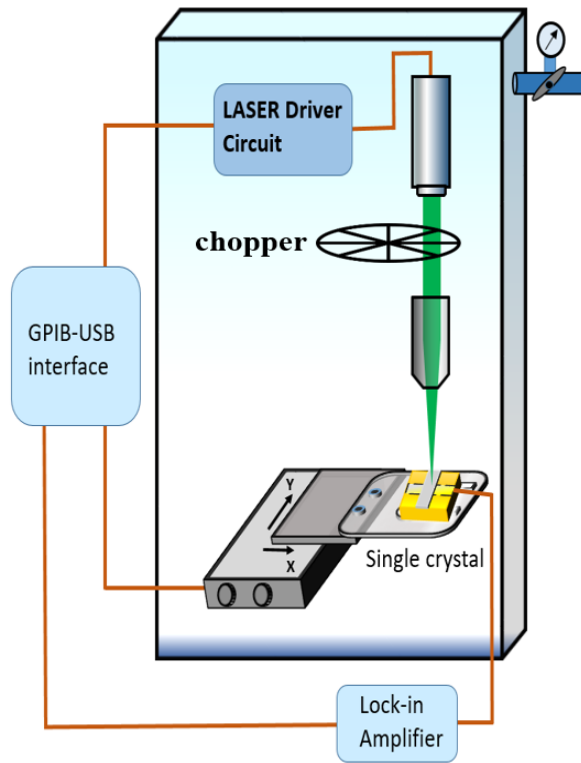 LASER Driver
Circuit
chopper
GPIB-USB
interface
Y
X
Single crystal
Lock-in
Amplifier